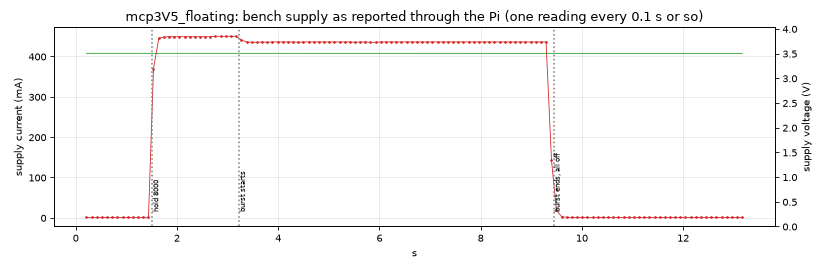 mcp3V5_floating: bench supply as reported through the Pi (one reading every 0.1 s or so)
supply current (mA)
400
300
200
100
0
hold 8000
burst starts
burst ends, all off
4.0
3.5
3.0
2.5
2.0
1.5
1.0
0.5
0.0
supply voltage (V)
0 2 4 6 8 10 12
s